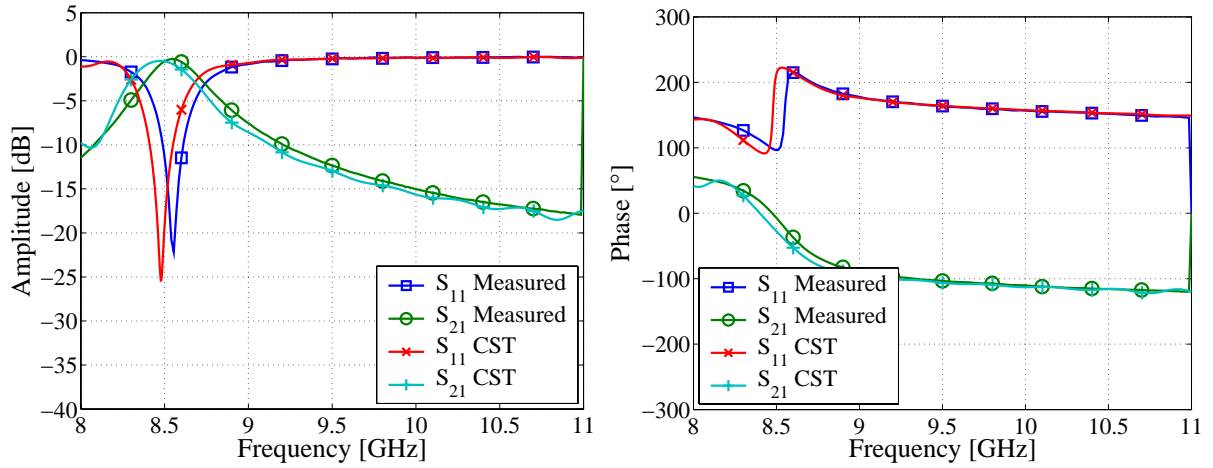 5
0
−5
−10
−15
−20
−25
−30
−35
−40
8
8.5
9
9.5
10
10.5
11
Amplitude [dB]
Frequency [GHz]
S11 Measured
S21 Measured
S11 CST
S21 CST
300
200
100
0
−100
−200
−300
8
8.5
9
9.5
10
10.5
11
Phase [°]
Frequency [GHz]
S11 Measured
S21 Measured
S11 CST
S21 CST